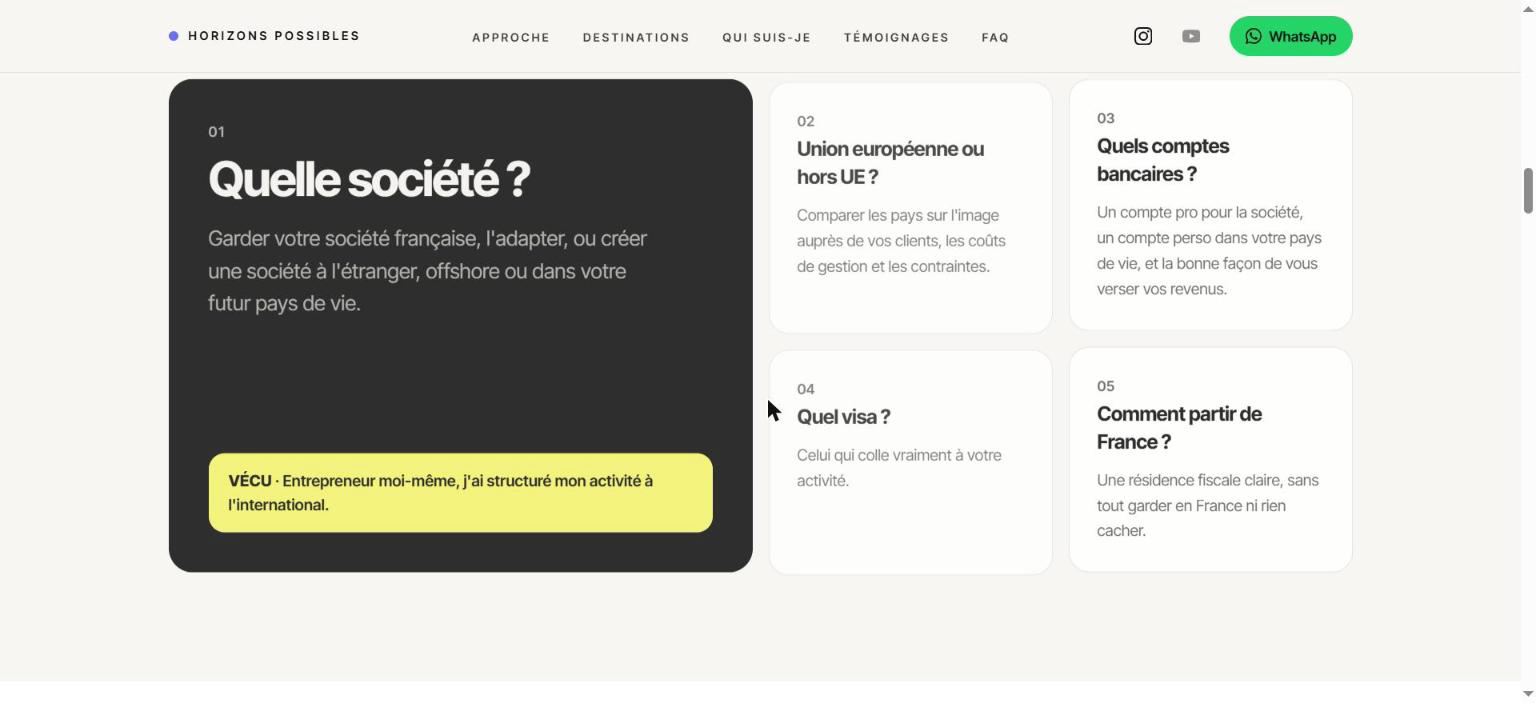 HORIZONS POSSIBLES
APPROCHE
DESTINATIONS
QUI SUIS-JE
TÉMOIGNAGES
FAQ
WhatsApp
01
Quelle société ?
Garder votre société française, l'adapter, ou créer
une société à l'étranger, offshore ou dans votre
futur pays de vie.
VÉCU · Entrepreneur moi-même, j'ai structuré mon activité à
l'international.
02
Union européenne ou
hors UE ?
Comparer les pays sur l'image
auprès de vos clients, les coûts
de gestion et les contraintes.
03
Quels comptes
bancaires ?
Un compte pro pour la société,
un compte perso dans votre pays
de vie, et la bonne façon de vous
verser vos revenus.
04
Quel visa ?
Celui qui colle vraiment à votre
activité.
05
Comment partir de
France ?
Une résidence fiscale claire, sans
tout garder en France ni rien
cacher.